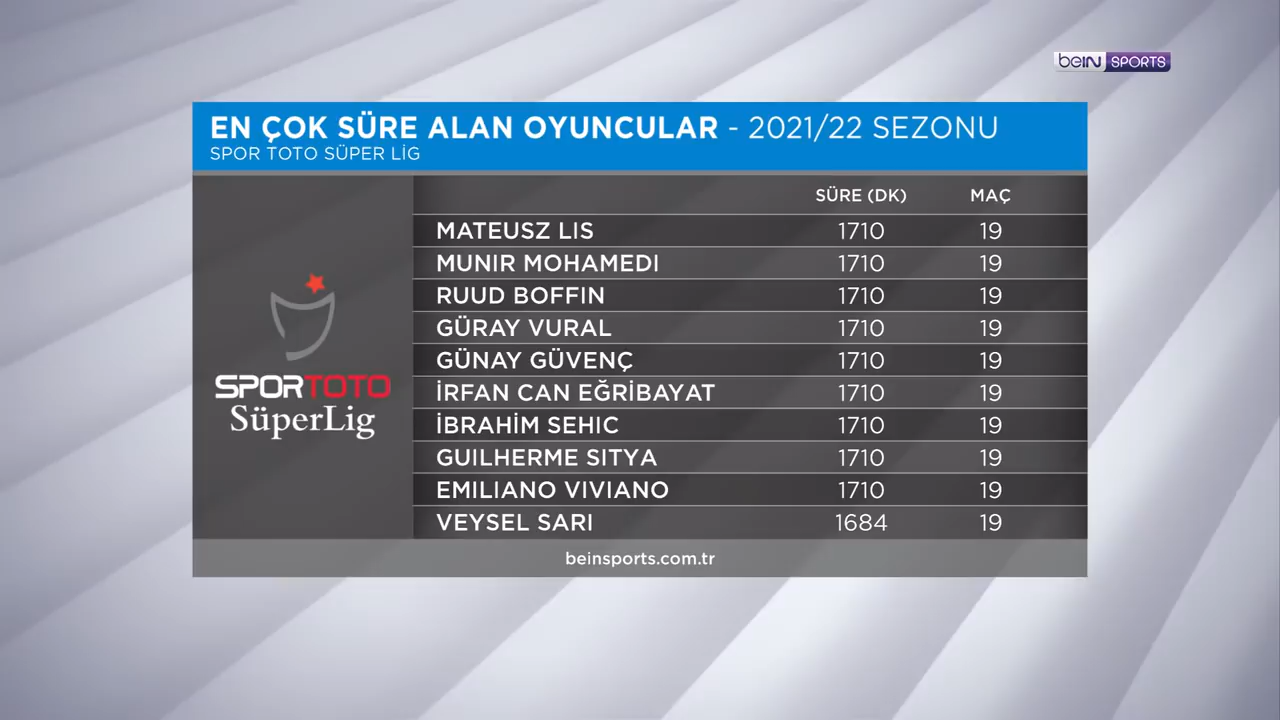 beIN SPORTS
EN ÇOK SÜRE ALAN OYUNCULAR - 2021/22 SEZONU
SPOR TOTO SÜPER LİG
SÜRE (DK) MAÇ
MATEUSZ LIS 1710 19
MUNIR MOHAMEDI 1710 19
RUUD BOFFIN 1710 19
GÜRAY VURAL 1710 19
GÜNAY GÜVENÇ 1710 19
İRFAN CAN EĞRİBAYAT 1710 19
İBRAHİM SEHIC 1710 19
GUILHERME SITYA 1710 19
EMILIANO VIVIANO 1710 19
VEYSEL SARI 1684 19
SPORTOTO
SüperLig
beinsports.com.tr